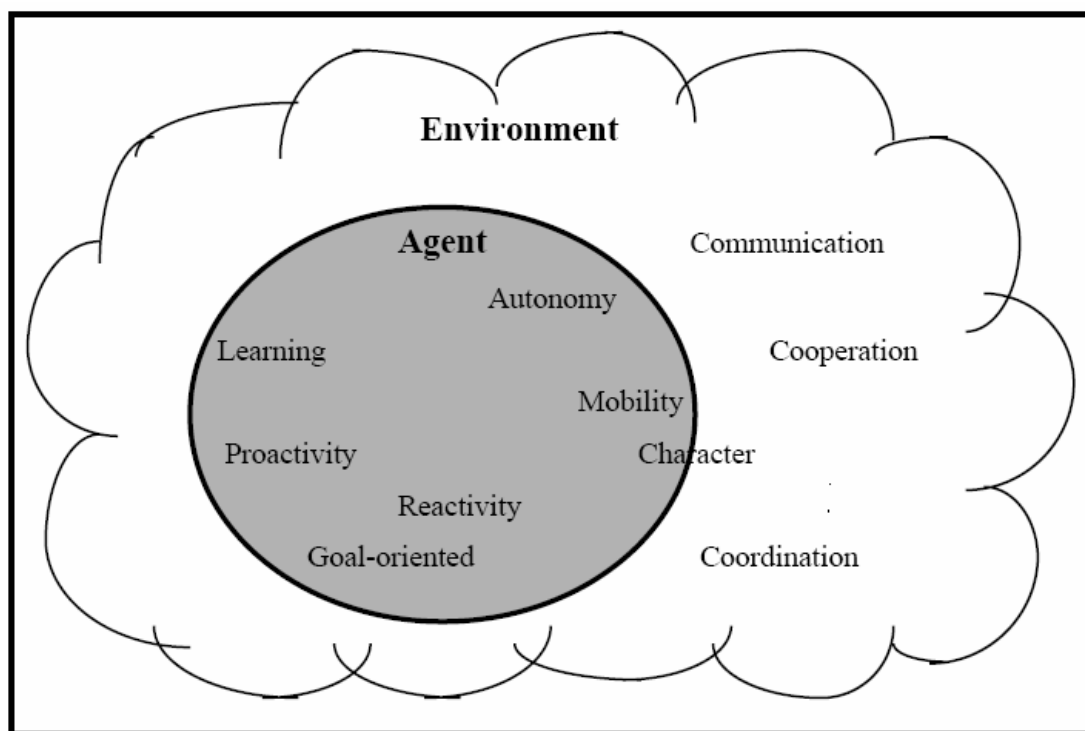 Environment
Agent
Communication
Autonomy
Learning
Cooperation
Mobility
Proactivity
Character
Reactivity
Goal-oriented
Coordination